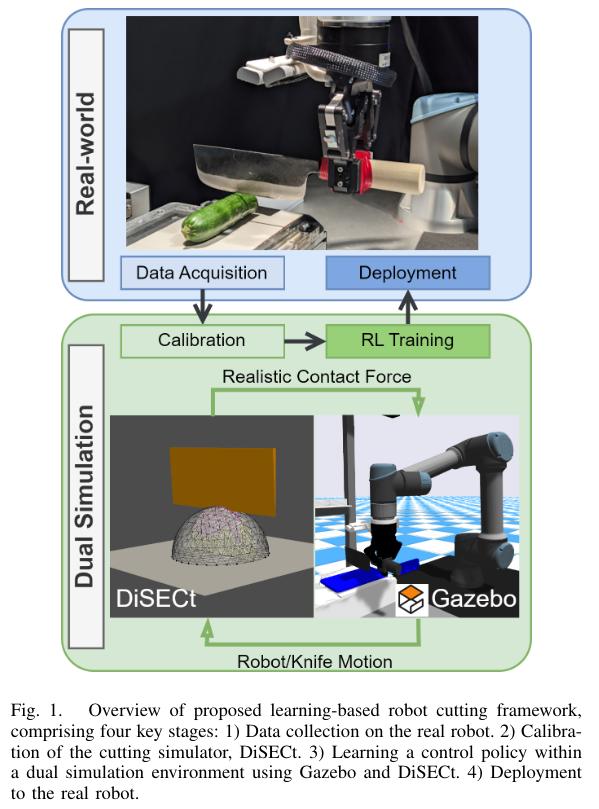 Real-world
Data Acquisition
Deployment
Calibration
RL Training
Realistic Contact Force
Dual Simulation
DiSECt
Gazebo
Robot/Knife Motion
Fig. 1. Overview of proposed learning-based robot cutting framework,
comprising four key stages: 1) Data collection on the real robot. 2) Calibra-
tion of the cutting simulator, DiSECt. 3) Learning a control policy within
a dual simulation environment using Gazebo and DiSECt. 4) Deployment
to the real robot.